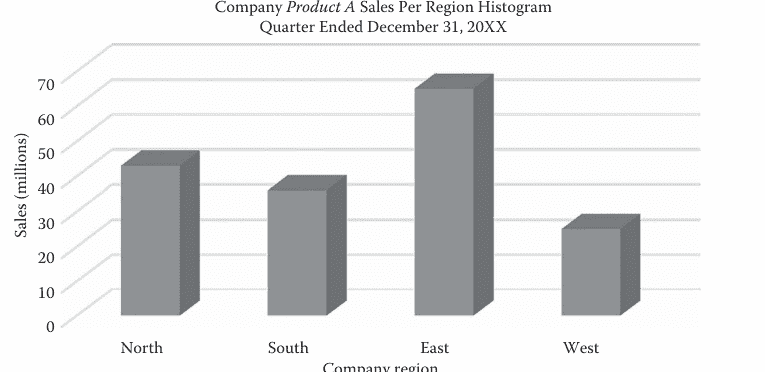 Company Product A Sales Per Region Histogram
Quarter Ended December 31, 20XX
Sales (millions)
70
60
50
40
30
20
10
0
North South East West
Company region